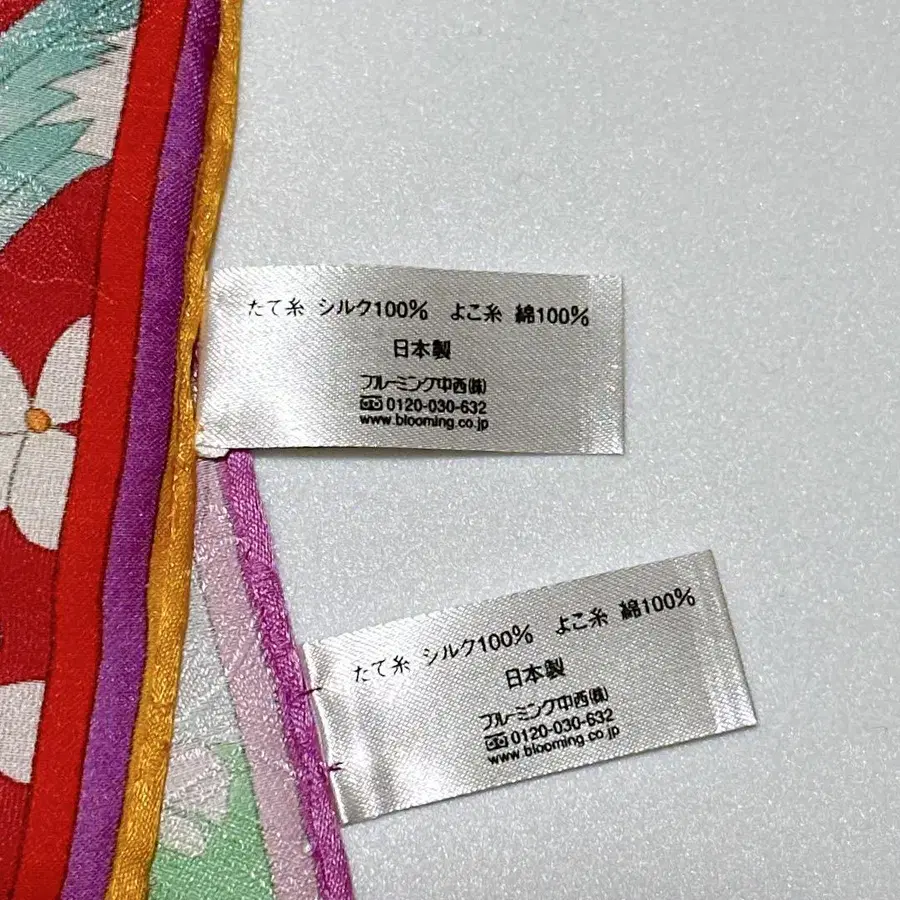 たて糸 シルク100% よこ糸 綿100%
日本製
ブルーミング中西㈱
0120-030-632
www.blooming.co.jp
たて糸 シルク100% よこ糸 綿100%
日本製
ブルーミング中西㈱
0120-030-632
www.blooming.co.jp